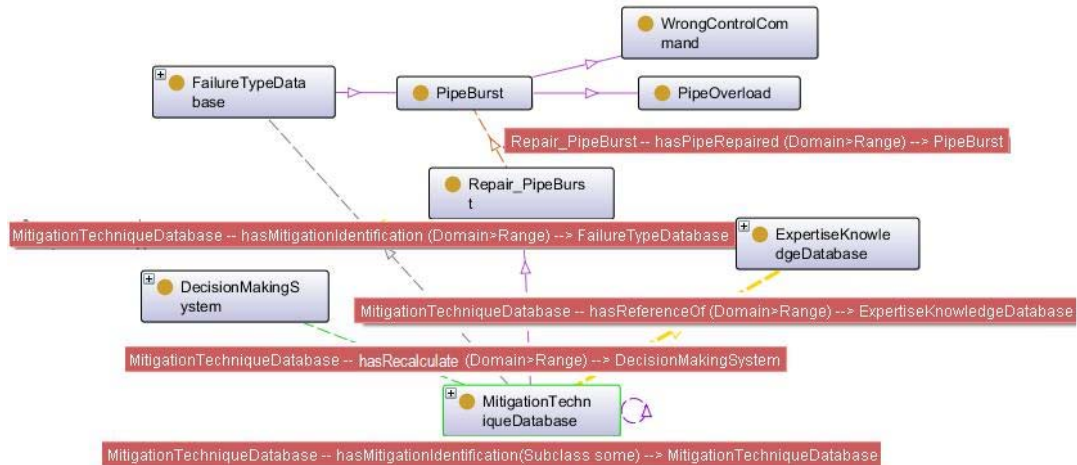 WrongControlCom
mand
FailureTypeData
base
PipeBurst
PipeOverload
Repair_PipeBurst -- hasPipeRepaired (Domain>Range) --> PipeBurst
Repair_PipeBurs
t
MitigationTechniqueDatabase -- hasMitigationIdentification (Domain>Range) --> FailureTypeDatabase
ExpertiseKnowle
dgeDatabase
DecisionMakingS
ystem
MitigationTechniqueDatabase -- hasReferenceOf (Domain>Range) --> ExpertiseKnowledgeDatabase
MitigationTechniqueDatabase -- hasRecalculate (Domain>Range) --> DecisionMakingSystem
MitigationTechn
iqueDatabase
MitigationTechniqueDatabase -- hasMitigationIdentification(Subclass some) --> MitigationTechniqueDatabase